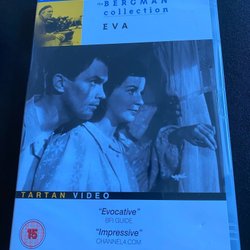 THE
BERGMAN
collection
EVA
TARTAN VIDEO
"Evocative"
BFI GUIDE
"Impressive"
CHANNEL4.COM
15